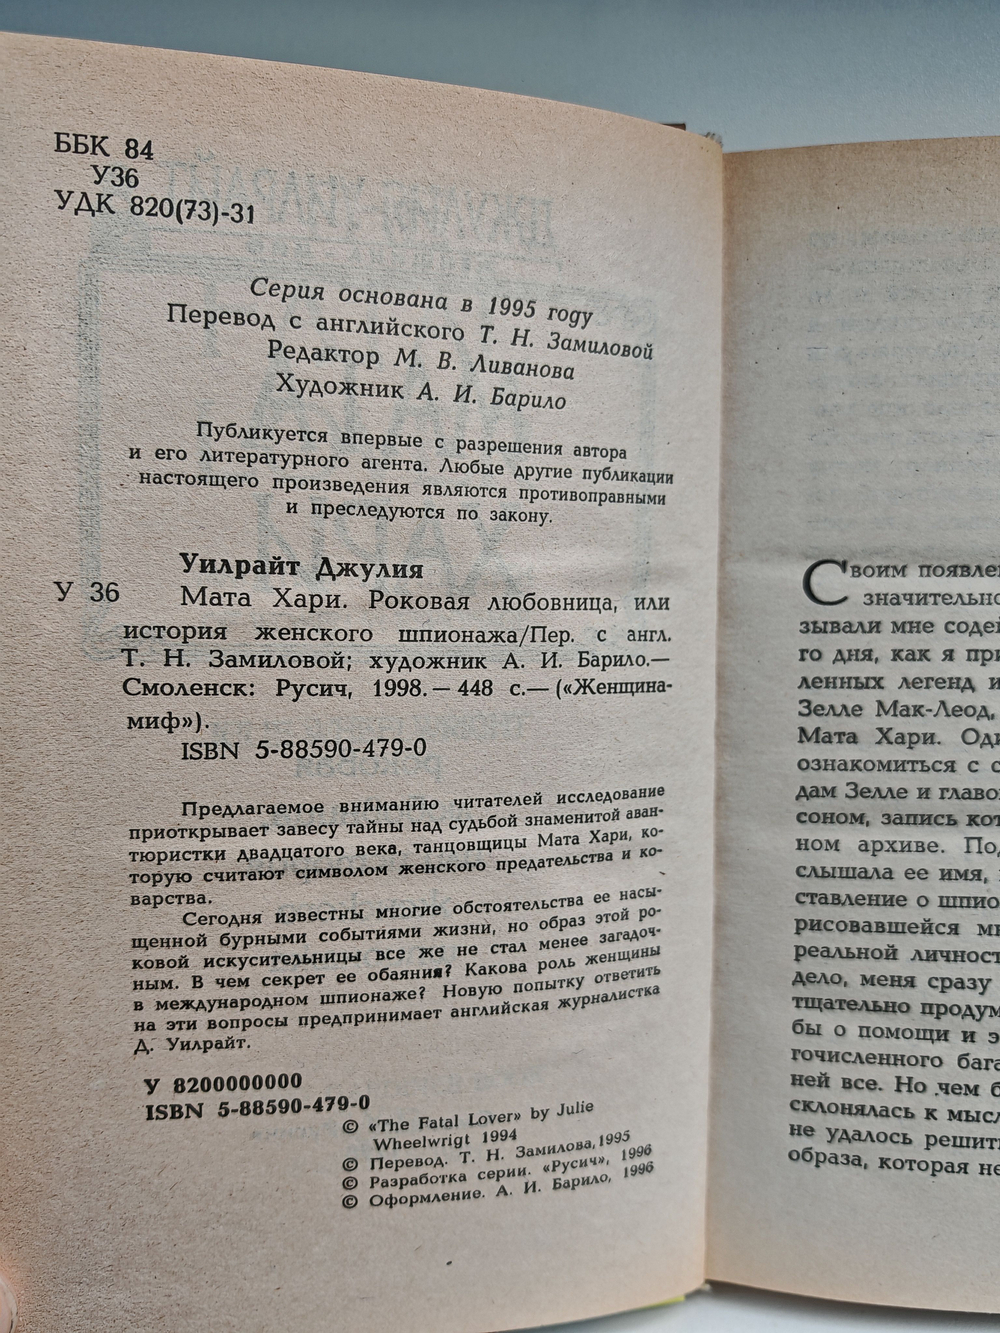 ББК 84
У36
УДК 820(73)-31
Серия основана в 1995 году
Перевод с английского Т. Н. Замиловой
Редактор М. В. Ливанова
Художник А. И. Барило
Публикуется впервые с разрешения автора
и его литературного агента. Любые другие публикации
настоящего произведения являются противоправными
и преследуются по закону.
Уилрайт Джулия
У 36 Мата Хари. Роковая любовница, или
история женского шпионажа/Пер. с англ.
Т. Н. Замиловой; художник А. И. Барило.—
Смоленск: Русич, 1998.— 448 с.— («Женщина-
миф»).
ISBN 5-88590-479-0
Предлагаемое вниманию читателей исследование
приоткрывает завесу тайны над судьбой знаменитой аван-
тюристки двадцатого века, танцовщицы Мата Хари, ко-
торую считают символом женского предательства и ко-
варства.
Сегодня известны многие обстоятельства ее насы-
щенной бурными событиями жизни, но образ этой ро-
ковой искусительницы все же не стал менее загадоч-
ным. В чем секрет ее обаяния? Какова роль женщины
в международном шпионаже? Новую попытку ответить
на эти вопросы предпринимает английская журналистка
Д. Уилрайт.
У 8200000000
ISBN 5-88590-479-0
© «The Fatal Lover» by Julie
Wheelwrigt 1994
© Перевод. Т. Н. Замилова, 1995
© Разработка серии. «Русич», 1996
© Оформление. А. И. Барило, 1996
Своим появле
значительно
зывали мне содей
го дня, как я при
ленных легенд и
Зелле Мак-Леод,
Мата Хари. Оди
ознакомиться с с
дам Зелле и главо
соном, запись кот
ном архиве. Под
слышала ее имя,
ставление о шпио
рисовавшейся мн
реальной личност
дело, меня сразу
тщательно продум
бы о помощи и э
гочисленного бага
ней все. Но чем б
склонялась к мысл
не удалось решит
образа, которая не